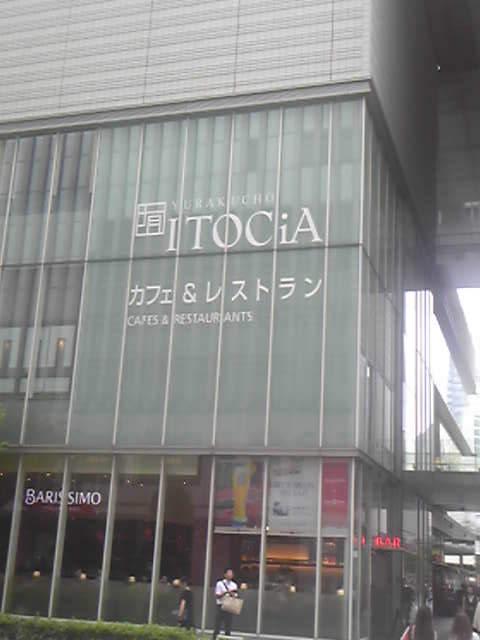 YURAKUCHO
ITOCiA
カフェ & レストラン
CAFES & RESTAURANTS
BARISSIMO
BAR